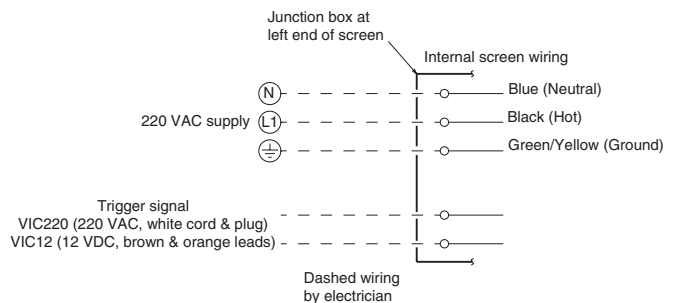 Junction box at
left end of screen
Internal screen wiring
N
Blue (Neutral)
220 VAC supply
L1
Black (Hot)
Green/Yellow (Ground)
Trigger signal
VIC220 (220 VAC, white cord & plug)
VIC12 (12 VDC, brown & orange leads)
Dashed wiring
by electrician